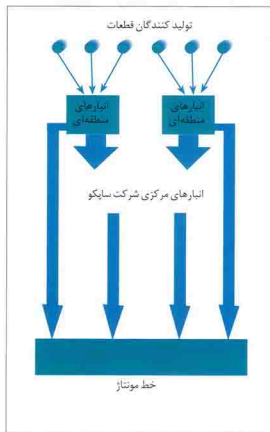 تولید کنندگان قطعات
انبارهای
منطقه‌ای
انبارهای
منطقه‌ای
انبارهای مرکزی شرکت ساپکو
خط مونتاژ